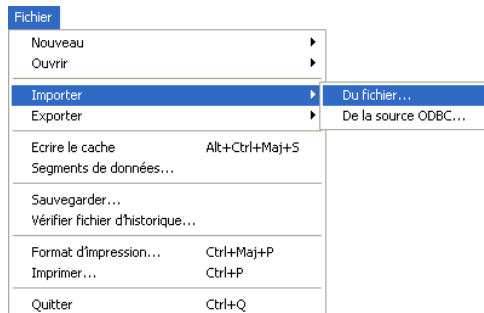 Fichier
Nouveau
Ouvrir
Importer
Du fichier...
Exporter
De la source ODBC...
Ecrire le cache Alt+Ctrl+Maj+S
Segments de données...
Sauvegarder...
Vérifier fichier d'historique...
Format d'impression... Ctrl+Maj+P
Imprimer... Ctrl+P
Quitter Ctrl+Q